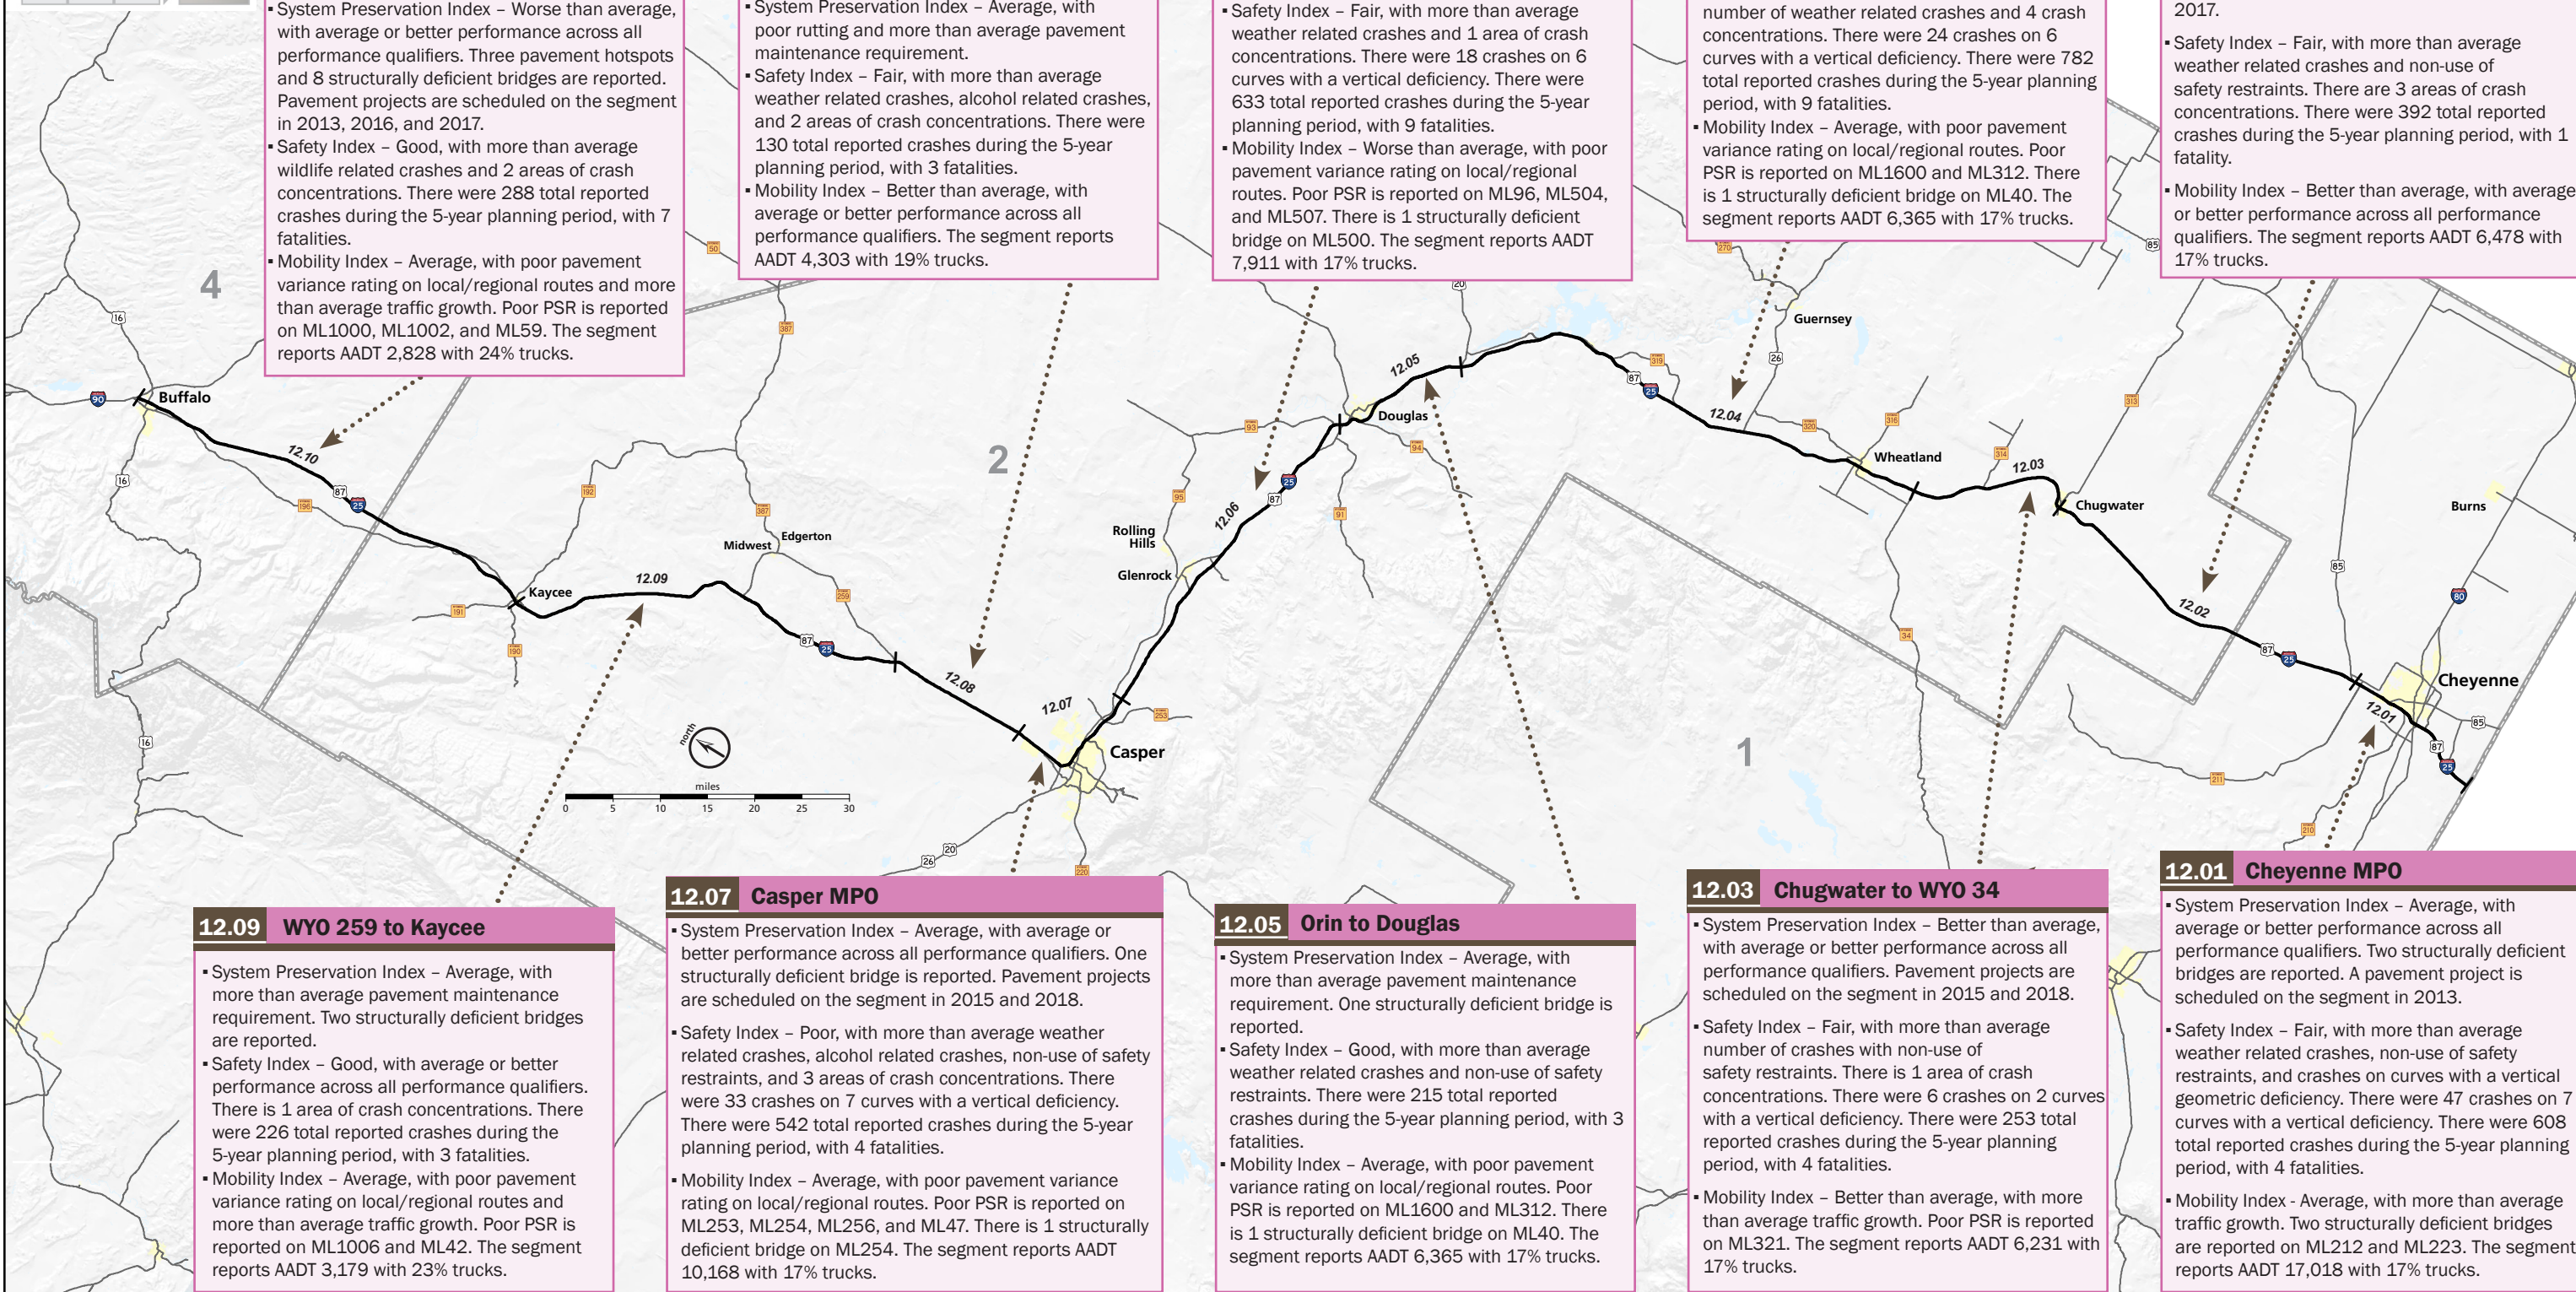 System Preservation Index – Worse than average,
with average or better performance across all
performance qualifiers. Three pavement hotspots
and 8 structurally deficient bridges are reported.
Pavement projects are scheduled on the segment
in 2013, 2016, and 2017.
▪ Safety Index – Good, with more than average
wildlife related crashes and 2 areas of crash
concentrations. There were 288 total reported
crashes during the 5-year planning period, with 7
fatalities.
▪ Mobility Index – Average, with poor pavement
variance rating on local/regional routes and more
than average traffic growth. Poor PSR is reported
on ML1000, ML1002, and ML59. The segment
reports AADT 2,828 with 24% trucks.
System Preservation Index – Average, with
poor rutting and more than average pavement
maintenance requirement.
▪ Safety Index – Fair, with more than average
weather related crashes, alcohol related crashes,
and 2 areas of crash concentrations. There were
130 total reported crashes during the 5-year
planning period, with 3 fatalities.
▪ Mobility Index – Better than average, with
average or better performance across all
performance qualifiers. The segment reports
AADT 4,303 with 19% trucks.
▪ Safety Index – Fair, with more than average
weather related crashes and 1 area of crash
concentrations. There were 18 crashes on 6
curves with a vertical deficiency. There were
633 total reported crashes during the 5-year
planning period, with 9 fatalities.
▪ Mobility Index – Worse than average, with poor
pavement variance rating on local/regional
routes. Poor PSR is reported on ML96, ML504,
and ML507. There is 1 structurally deficient
bridge on ML500. The segment reports AADT
7,911 with 17% trucks.
number of weather related crashes and 4 crash
concentrations. There were 24 crashes on 6
curves with a vertical deficiency. There were 782
total reported crashes during the 5-year planning
period, with 9 fatalities.
▪ Mobility Index – Average, with poor pavement
variance rating on local/regional routes. Poor
PSR is reported on ML1600 and ML312. There
is 1 structurally deficient bridge on ML40. The
segment reports AADT 6,365 with 17% trucks.
2017.
▪ Safety Index – Fair, with more than average
weather related crashes and non-use of
safety restraints. There are 3 areas of crash
concentrations. There were 392 total reported
crashes during the 5-year planning period, with 1
fatality.
▪ Mobility Index – Better than average, with average
or better performance across all performance
qualifiers. The segment reports AADT 6,478 with
17% trucks.
4
2
1
50
387
20
270
85
16
Guernsey
26
319
87
25
12.05
12.04
320
316
313
90
Buffalo
12.10
87
25
196
16
192
387
Edgerton
Midwest
93
Douglas
94
95
91
87
25
12.06
Rolling
Hills
Glenrock
Wheatland
314
12.03
Chugwater
Burns
85
80
Kaycee
12.09
191
190
259
87
25
12.08
12.07
Casper
253
34
12.02
87
25
Cheyenne
12.01
85
87
25
211
210
16
north
miles
0 5 10 15 20 25 30
26
20
220
12.09 WYO 259 to Kaycee
▪ System Preservation Index – Average, with
more than average pavement maintenance
requirement. Two structurally deficient bridges
are reported.
▪ Safety Index – Good, with average or better
performance across all performance qualifiers.
There is 1 area of crash concentrations. There
were 226 total reported crashes during the
5-year planning period, with 3 fatalities.
▪ Mobility Index – Average, with poor pavement
variance rating on local/regional routes and
more than average traffic growth. Poor PSR is
reported on ML1006 and ML42. The segment
reports AADT 3,179 with 23% trucks.
12.07 Casper MPO
▪ System Preservation Index – Average, with average or
better performance across all performance qualifiers. One
structurally deficient bridge is reported. Pavement projects
are scheduled on the segment in 2015 and 2018.
▪ Safety Index – Poor, with more than average weather
related crashes, alcohol related crashes, non-use of safety
restraints, and 3 areas of crash concentrations. There
were 33 crashes on 7 curves with a vertical deficiency.
There were 542 total reported crashes during the 5-year
planning period, with 4 fatalities.
▪ Mobility Index – Average, with poor pavement variance
rating on local/regional routes. Poor PSR is reported on
ML253, ML254, ML256, and ML47. There is 1 structurally
deficient bridge on ML254. The segment reports AADT
10,168 with 17% trucks.
12.05 Orin to Douglas
▪ System Preservation Index – Average, with
more than average pavement maintenance
requirement. One structurally deficient bridge is
reported.
▪ Safety Index – Good, with more than average
weather related crashes and non-use of safety
restraints. There were 215 total reported
crashes during the 5-year planning period, with 3
fatalities.
▪ Mobility Index – Average, with poor pavement
variance rating on local/regional routes. Poor
PSR is reported on ML1600 and ML312. There
is 1 structurally deficient bridge on ML40. The
segment reports AADT 6,365 with 17% trucks.
12.03 Chugwater to WYO 34
▪ System Preservation Index – Better than average,
with average or better performance across all
performance qualifiers. Pavement projects are
scheduled on the segment in 2015 and 2018.
▪ Safety Index – Fair, with more than average
number of crashes with non-use of
safety restraints. There is 1 area of crash
concentrations. There were 6 crashes on 2 curves
with a vertical deficiency. There were 253 total
reported crashes during the 5-year planning
period, with 4 fatalities.
▪ Mobility Index – Better than average, with more
than average traffic growth. Poor PSR is reported
on ML321. The segment reports AADT 6,231 with
17% trucks.
12.01 Cheyenne MPO
▪ System Preservation Index – Average, with
average or better performance across all
performance qualifiers. Two structurally deficient
bridges are reported. A pavement project is
scheduled on the segment in 2013.
▪ Safety Index – Fair, with more than average
weather related crashes, non-use of safety
restraints, and crashes on curves with a vertical
geometric deficiency. There were 47 crashes on 7
curves with a vertical deficiency. There were 608
total reported crashes during the 5-year planning
period, with 4 fatalities.
▪ Mobility Index - Average, with more than average
traffic growth. Two structurally deficient bridges
are reported on ML212 and ML223. The segment
reports AADT 17,018 with 17% trucks.